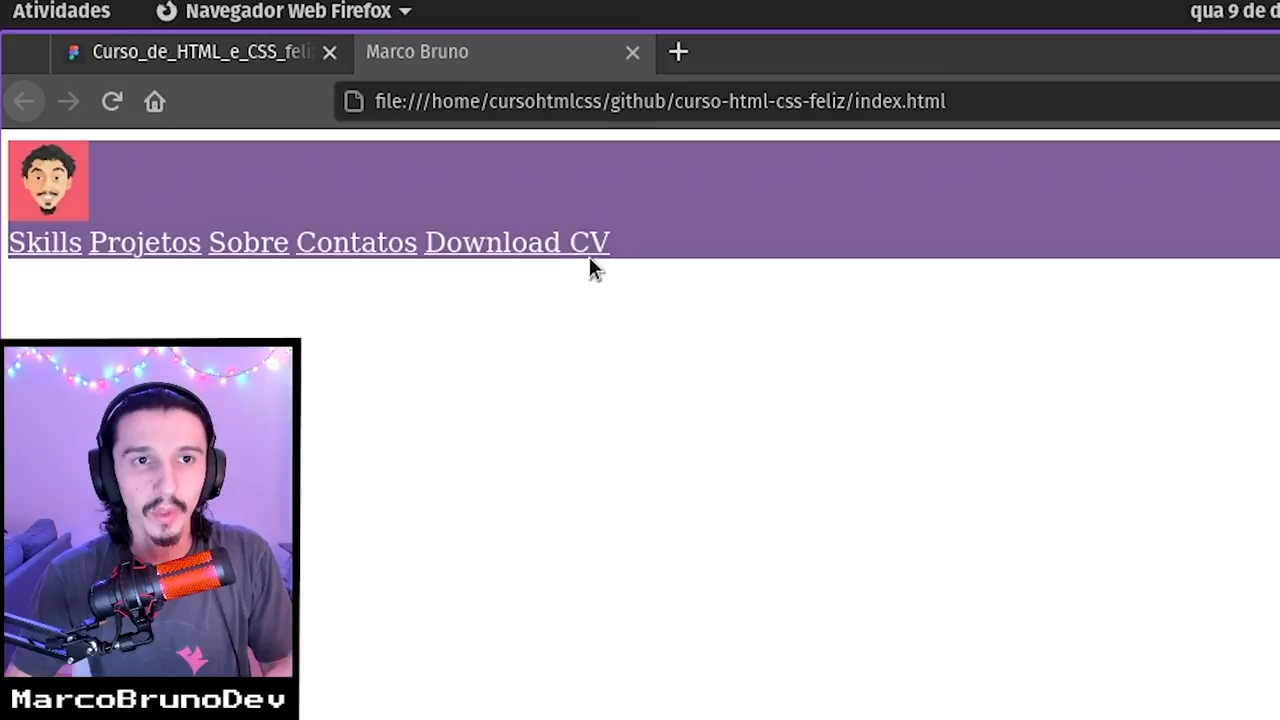 Atividades Navegador Web Firefox qua 9 de d
Curso_de_HTML_e_CSS_feli Marco Bruno
file:///home/cursohtmlcss/github/curso-html-css-feliz/index.html
Skills Projetos Sobre Contatos Download CV
MarcoBrunoDev